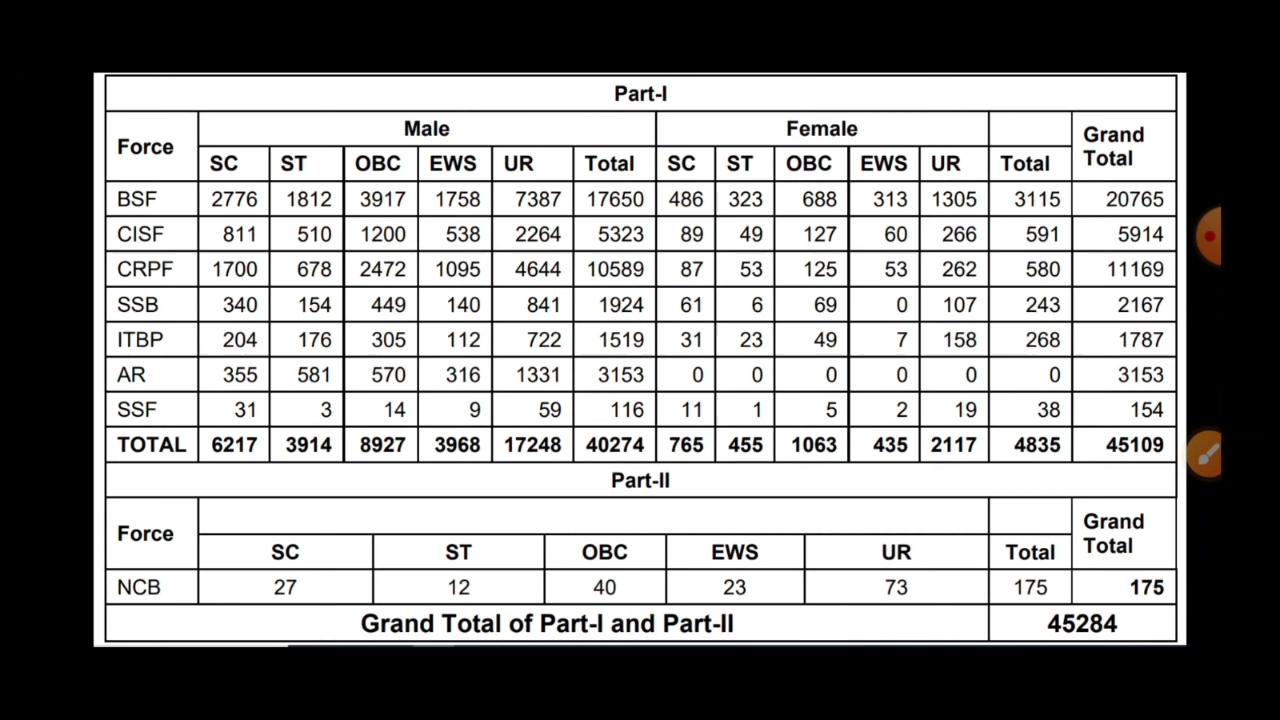 Part-I
Force Male Female Grand Total
SC ST OBC EWS UR Total SC ST OBC EWS UR Total
BSF 2776 1812 3917 1758 7387 17650 486 323 688 313 1305 3115 20765
CISF 811 510 1200 538 2264 5323 89 49 127 60 266 591 5914
CRPF 1700 678 2472 1095 4644 10589 87 53 125 53 262 580 11169
SSB 340 154 449 140 841 1924 61 6 69 0 107 243 2167
ITBP 204 176 305 112 722 1519 31 23 49 7 158 268 1787
AR 355 581 570 316 1331 3153 0 0 0 0 0 0 3153
SSF 31 3 14 9 59 116 11 1 5 2 19 38 154
TOTAL 6217 3914 8927 3968 17248 40274 765 455 1063 435 2117 4835 45109
Part-II
Force Grand Total
SC ST OBC EWS UR Total
NCB 27 12 40 23 73 175 175
Grand Total of Part-I and Part-II 45284